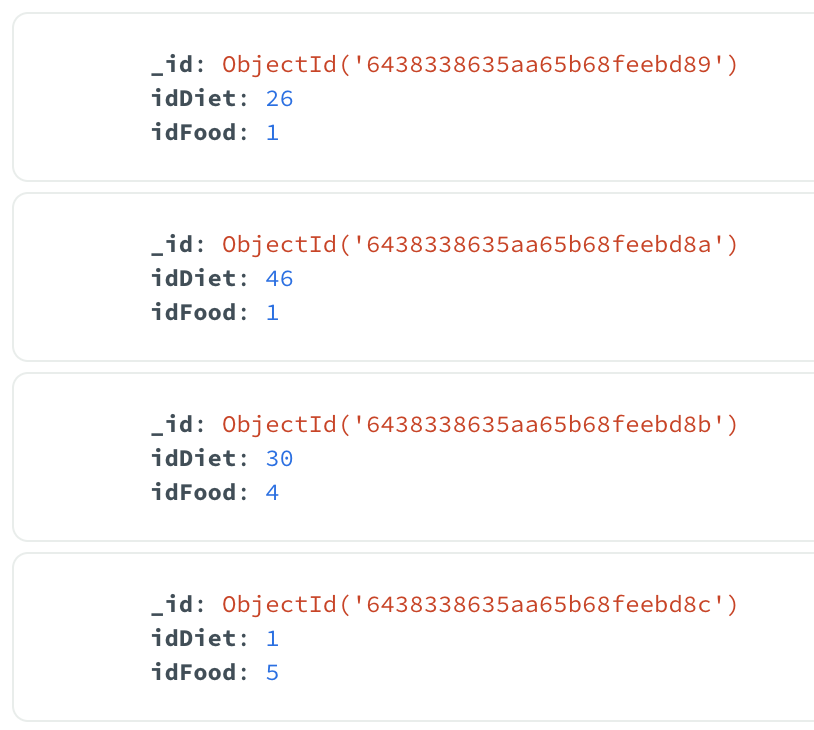 _id: ObjectId('6438338635aa65b68feebd89')
idDiet: 26
idFood: 1
_id: ObjectId('6438338635aa65b68feebd8a')
idDiet: 46
idFood: 1
_id: ObjectId('6438338635aa65b68feebd8b')
idDiet: 30
idFood: 4
_id: ObjectId('6438338635aa65b68feebd8c')
idDiet: 1
idFood: 5